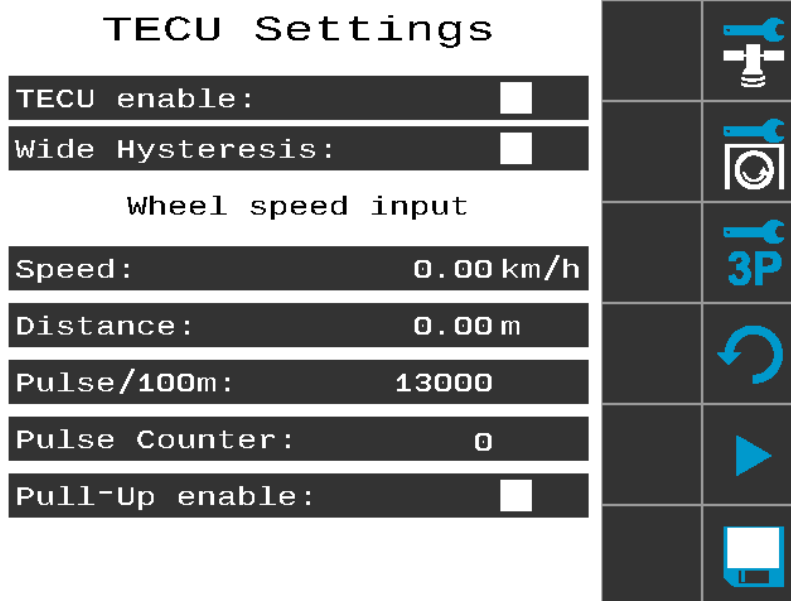 TECU Settings
TECU enable:
Wide Hysteresis:
Wheel speed input
Speed: 0.00 km/h
Distance: 0.00 m
Pulse/100m: 13000
Pulse Counter: 0
Pull-Up enable:
3P